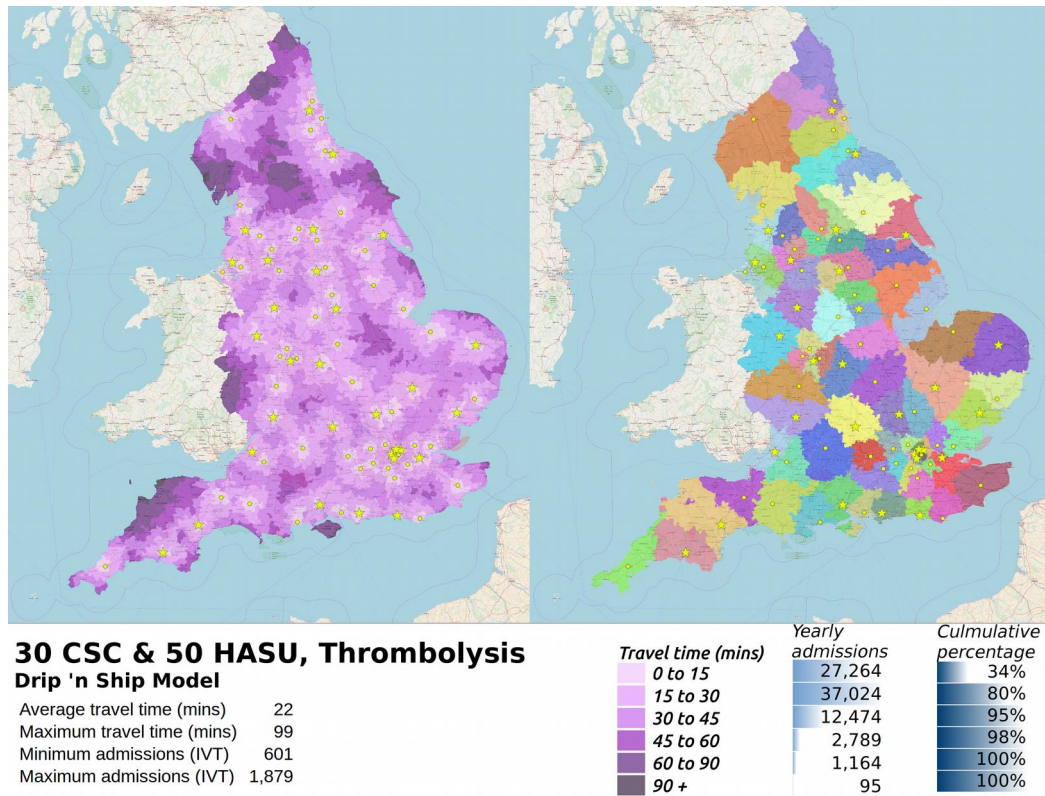 30 CSC & 50 HASU, Thrombolysis
Drip 'n Ship Model
Average travel time (mins) 22
Maximum travel time (mins) 99
Minimum admissions (IVT) 601
Maximum admissions (IVT) 1,879
Travel time (mins) Yearly admissions Culmulative percentage
0 to 15 27,264 34%
15 to 30 37,024 80%
30 to 45 12,474 95%
45 to 60 2,789 98%
60 to 90 1,164 100%
90 + 95 100%